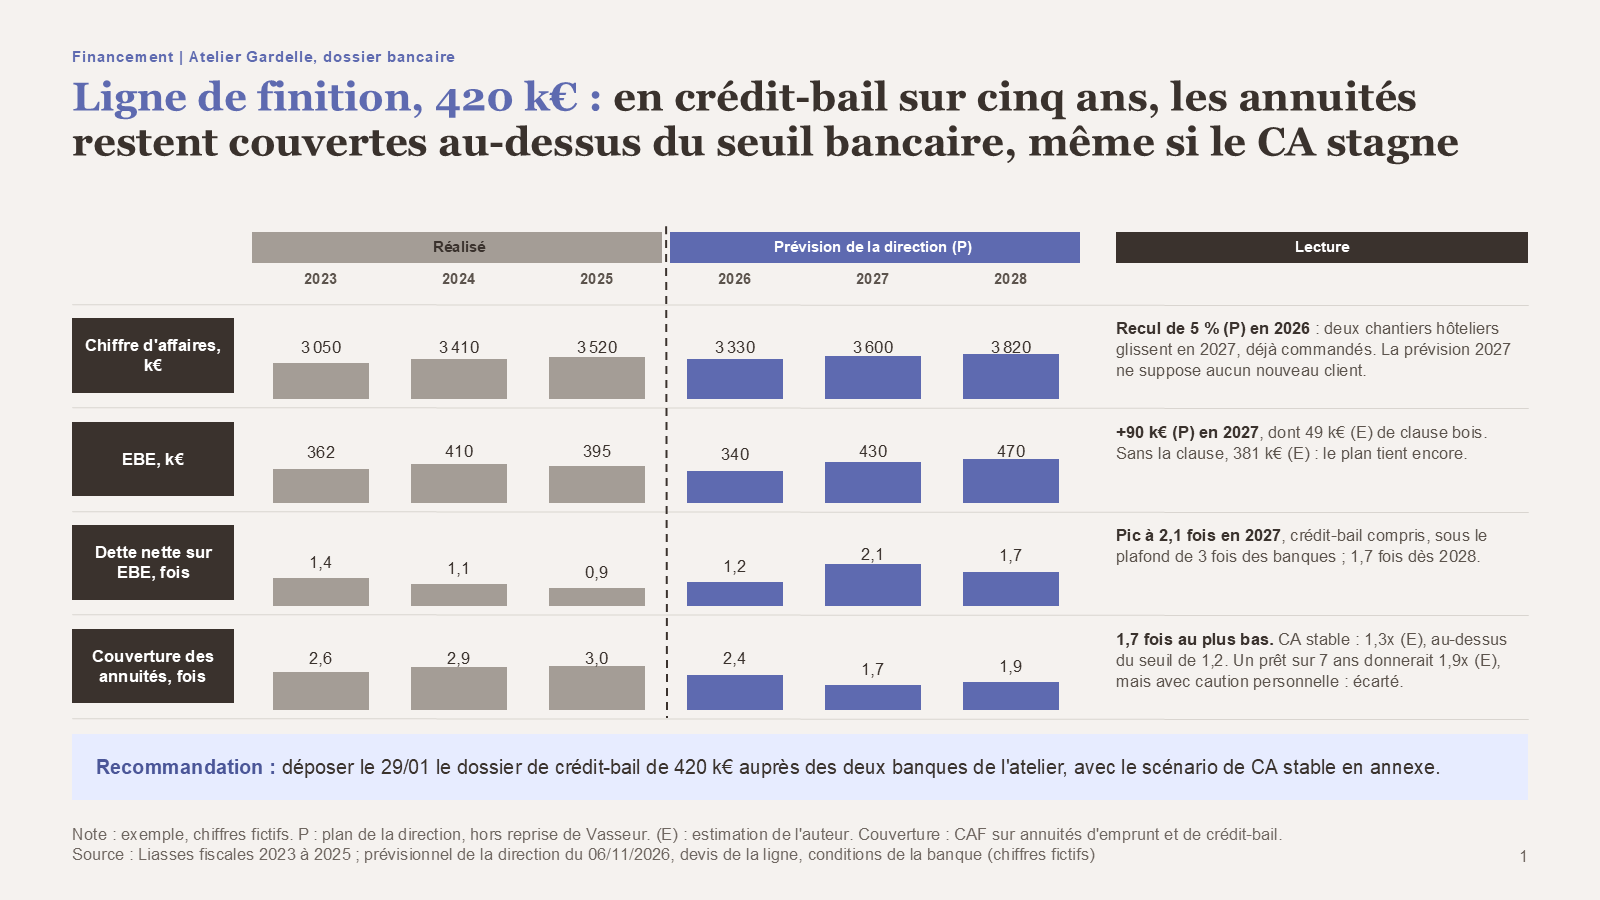 Financement | Atelier Gardelle, dossier bancaire
Ligne de finition, 420 k€ : en crédit-bail sur cinq ans, les annuités
restent couvertes au-dessus du seuil bancaire, même si le CA stagne
Réalisé
Prévision de la direction (P)
Lecture
2023
2024
2025
2026
2027
2028
Chiffre d'affaires,
k€
3 050
3 410
3 520
3 330
3 600
3 820
Recul de 5 % (P) en 2026 : deux chantiers hôteliers
glissent en 2027, déjà commandés. La prévision 2027
ne suppose aucun nouveau client.
EBE, k€
362
410
395
340
430
470
+90 k€ (P) en 2027, dont 49 k€ (E) de clause bois.
Sans la clause, 381 k€ (E) : le plan tient encore.
Dette nette sur
EBE, fois
1,4
1,1
0,9
1,2
2,1
1,7
Pic à 2,1 fois en 2027, crédit-bail compris, sous le
plafond de 3 fois des banques ; 1,7 fois dès 2028.
Couverture des
annuités, fois
2,6
2,9
3,0
2,4
1,7
1,9
1,7 fois au plus bas. CA stable : 1,3x (E), au-dessus
du seuil de 1,2. Un prêt sur 7 ans donnerait 1,9x (E),
mais avec caution personnelle : écarté.
Recommandation : déposer le 29/01 le dossier de crédit-bail de 420 k€ auprès des deux banques de l'atelier, avec le scénario de CA stable en annexe.
Note : exemple, chiffres fictifs. P : plan de la direction, hors reprise de Vasseur. (E) : estimation de l'auteur. Couverture : CAF sur annuités d'emprunt et de crédit-bail.
Source : Liasses fiscales 2023 à 2025 ; prévisionnel de la direction du 06/11/2026, devis de la ligne, conditions de la banque (chiffres fictifs)
1